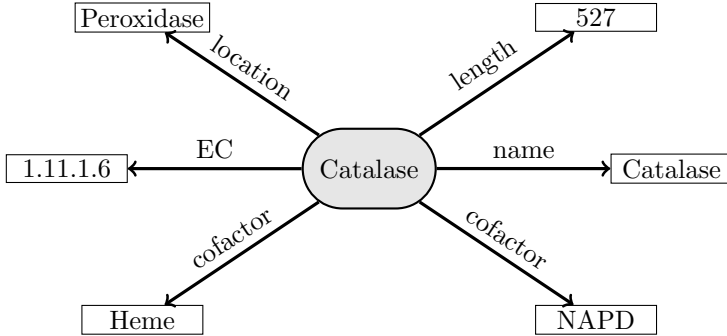 Peroxidase
527
location
length
EC
name
1.11.1.6
Catalase
Catalase
cofactor
cofactor
Heme
NAPD